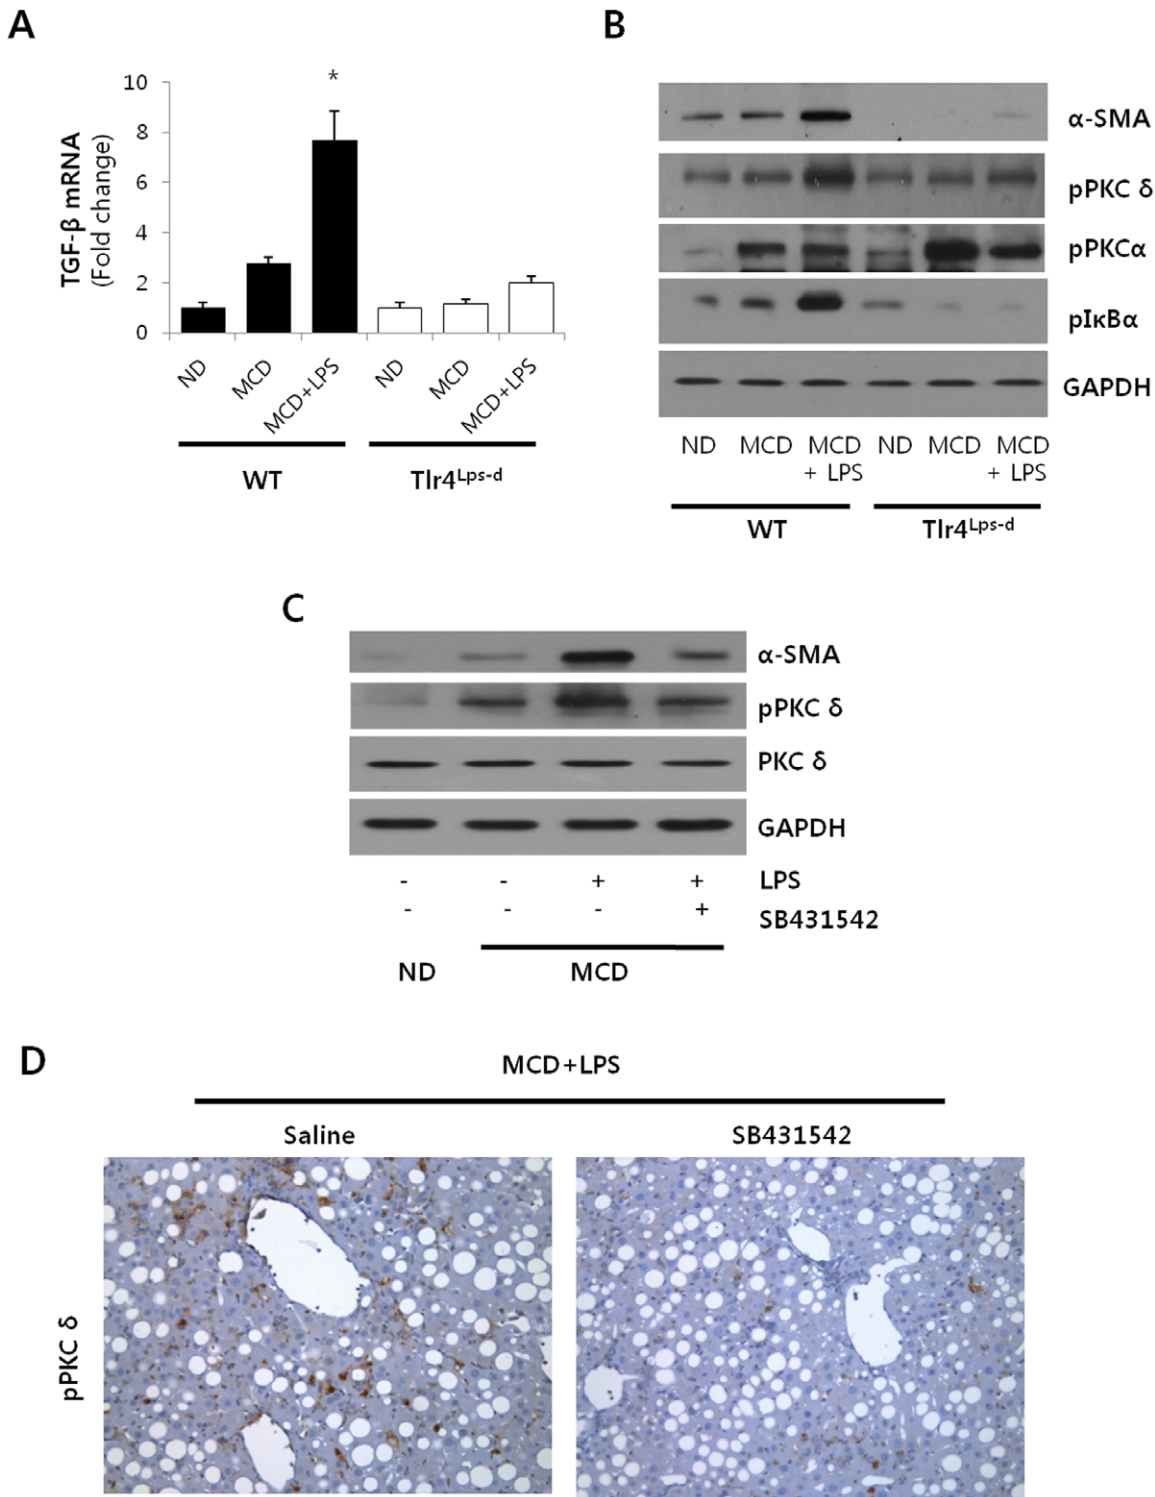 A
10
*
8
6
4
2
0
TGF-β mRNA
(Fold change)
ND
MCD
MCD+LPS
ND
MCD
MCD+LPS
WT
Tlr4Lps-d
B
α-SMA
pPKC δ
pPKCα
pIκBα
GAPDH
ND MCD MCD ND MCD MCD
+ LPS + LPS
WT Tlr4Lps-d
C
α-SMA
pPKC δ
PKC δ
GAPDH
- - + + LPS
- - - + SB431542
ND MCD
D
MCD+LPS
Saline SB431542
pPKC δ